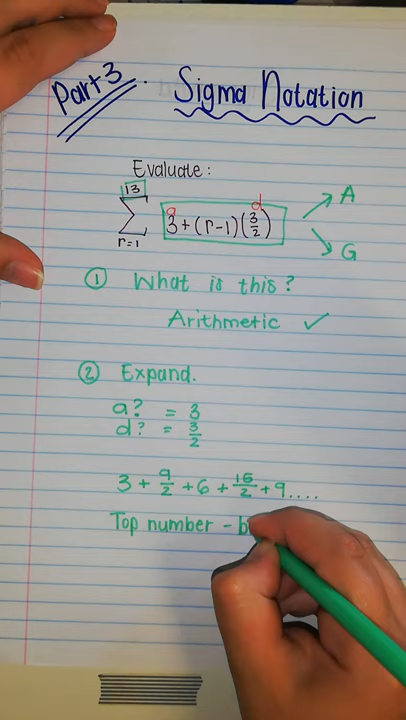 Part 3. Sigma Notation
Evaluate:
13
∑ 3+(r-1)(3/2)
r=1
a d
A
G
① What is this?
Arithmetic ✓
② Expand.
a? = 3
d? = 3/2
3 + 9/2 + 6 + 15/2 + 9....
Top number - b